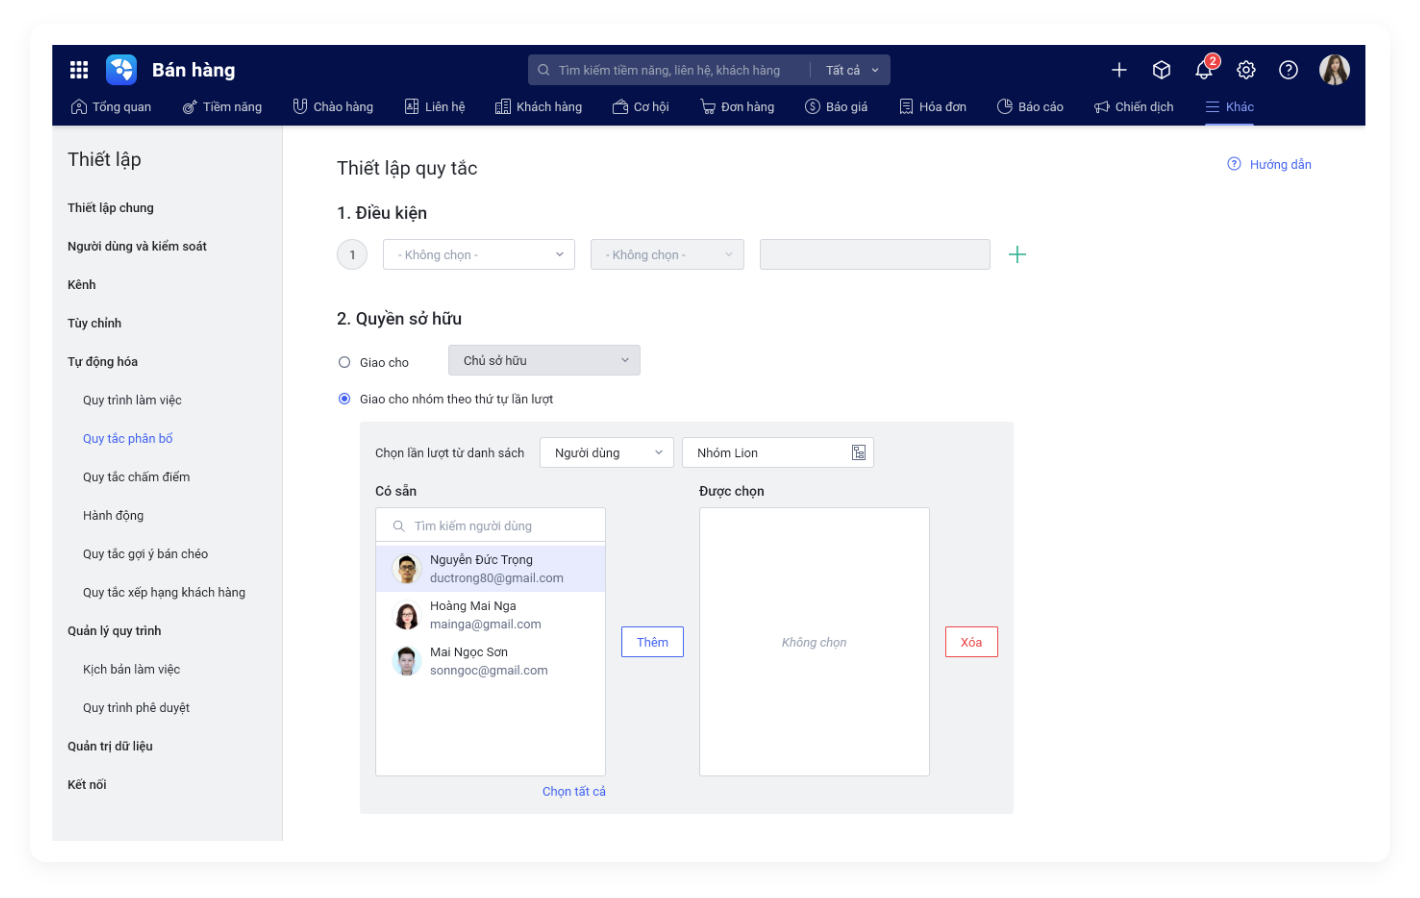 Bán hàng
Tìm kiếm tiềm năng, liên hệ, khách hàng
Tất cả
2
Tổng quan
Tiềm năng
Chào hàng
Liên hệ
Khách hàng
Cơ hội
Đơn hàng
Báo giá
Hóa đơn
Báo cáo
Chiến dịch
Khác
Thiết lập
Thiết lập chung
Người dùng và kiểm soát
Kênh
Tùy chỉnh
Tự động hóa
Quy trình làm việc
Quy tắc phân bổ
Quy tắc chấm điểm
Hành động
Quy tắc gợi ý bán chéo
Quy tắc xếp hạng khách hàng
Quản lý quy trình
Kịch bản làm việc
Quy trình phê duyệt
Quản trị dữ liệu
Kết nối
Thiết lập quy tắc
Hướng dẫn
1. Điều kiện
1
- Không chọn -
- Không chọn -
2. Quyền sở hữu
Giao cho
Chủ sở hữu
Giao cho nhóm theo thứ tự lần lượt
Chọn lần lượt từ danh sách
Người dùng
Nhóm Lion
Có sẵn
Được chọn
Tìm kiếm người dùng
Nguyễn Đức Trọng
ductrong80@gmail.com
Hoàng Mai Nga
mainga@gmail.com
Mai Ngọc Sơn
sonngoc@gmail.com
Thêm
Không chọn
Xóa
Chọn tất cả